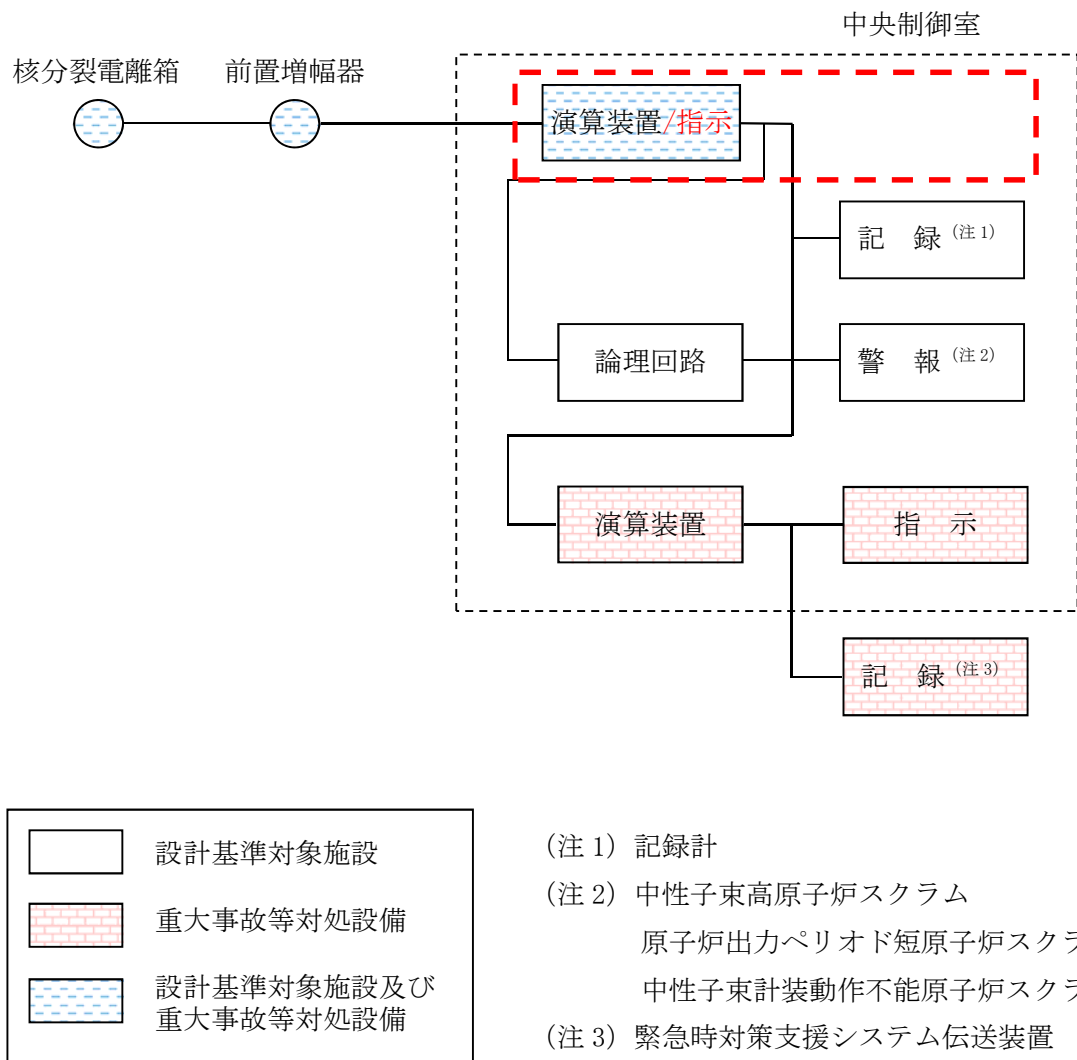 中央制御室
核分裂電離箱
前置増幅器
演算装置/指示
記　録 (注 1)
論理回路
警　報 (注 2)
演算装置
指　示
記　録 (注 3)
設計基準対象施設
重大事故等対処設備
設計基準対象施設及び
重大事故等対処設備
(注 1) 記録計
(注 2) 中性子束高原子炉スクラム
原子炉出力ペリオド短原子炉スクラ
中性子束計装動作不能原子炉スクラ
(注 3) 緊急時対策支援システム伝送装置